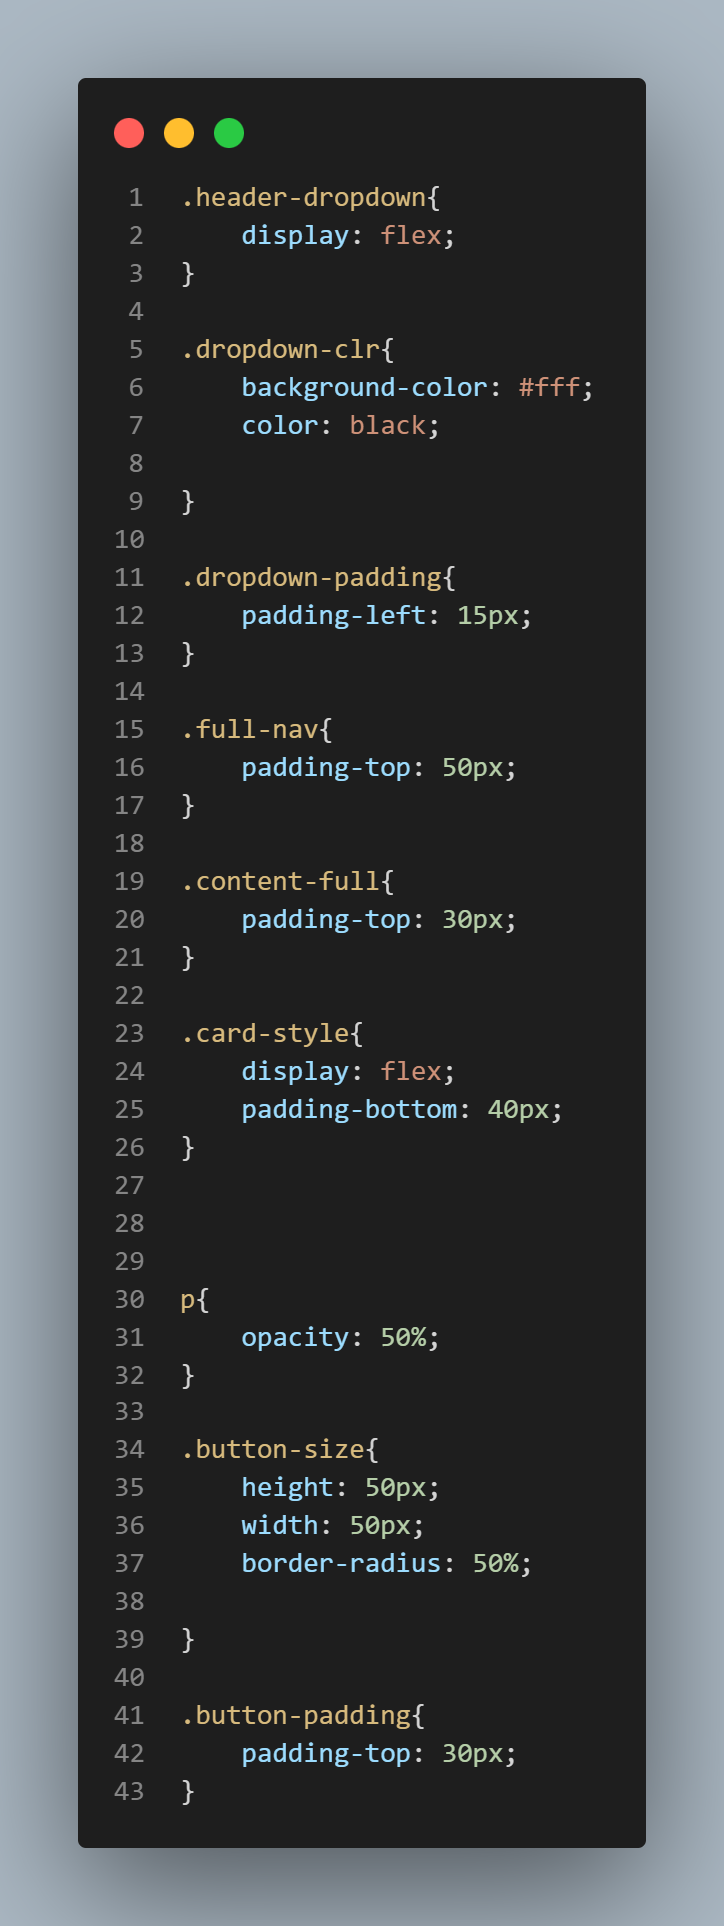 1 .header-dropdown{
2     display: flex;
3 }
4
5 .dropdown-clr{
6     background-color: #fff;
7     color: black;
8
9 }
10
11 .dropdown-padding{
12     padding-left: 15px;
13 }
14
15 .full-nav{
16     padding-top: 50px;
17 }
18
19 .content-full{
20     padding-top: 30px;
21 }
22
23 .card-style{
24     display: flex;
25     padding-bottom: 40px;
26 }
27
28
29
30 p{
31     opacity: 50%;
32 }
33
34 .button-size{
35     height: 50px;
36     width: 50px;
37     border-radius: 50%;
38
39 }
40
41 .button-padding{
42     padding-top: 30px;
43 }